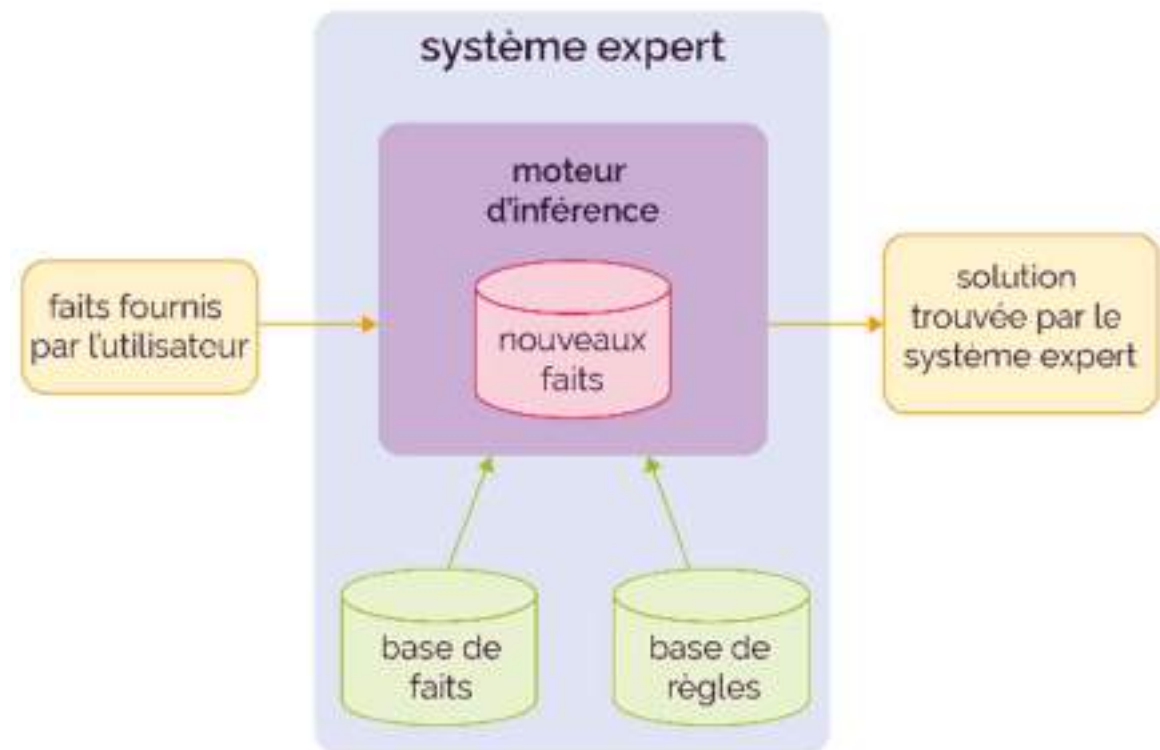 système expert
moteur
d'inférence
nouveaux
faits
faits fournis
par l'utilisateur
solution
trouvée par le
système expert
base de
faits
base de
règles